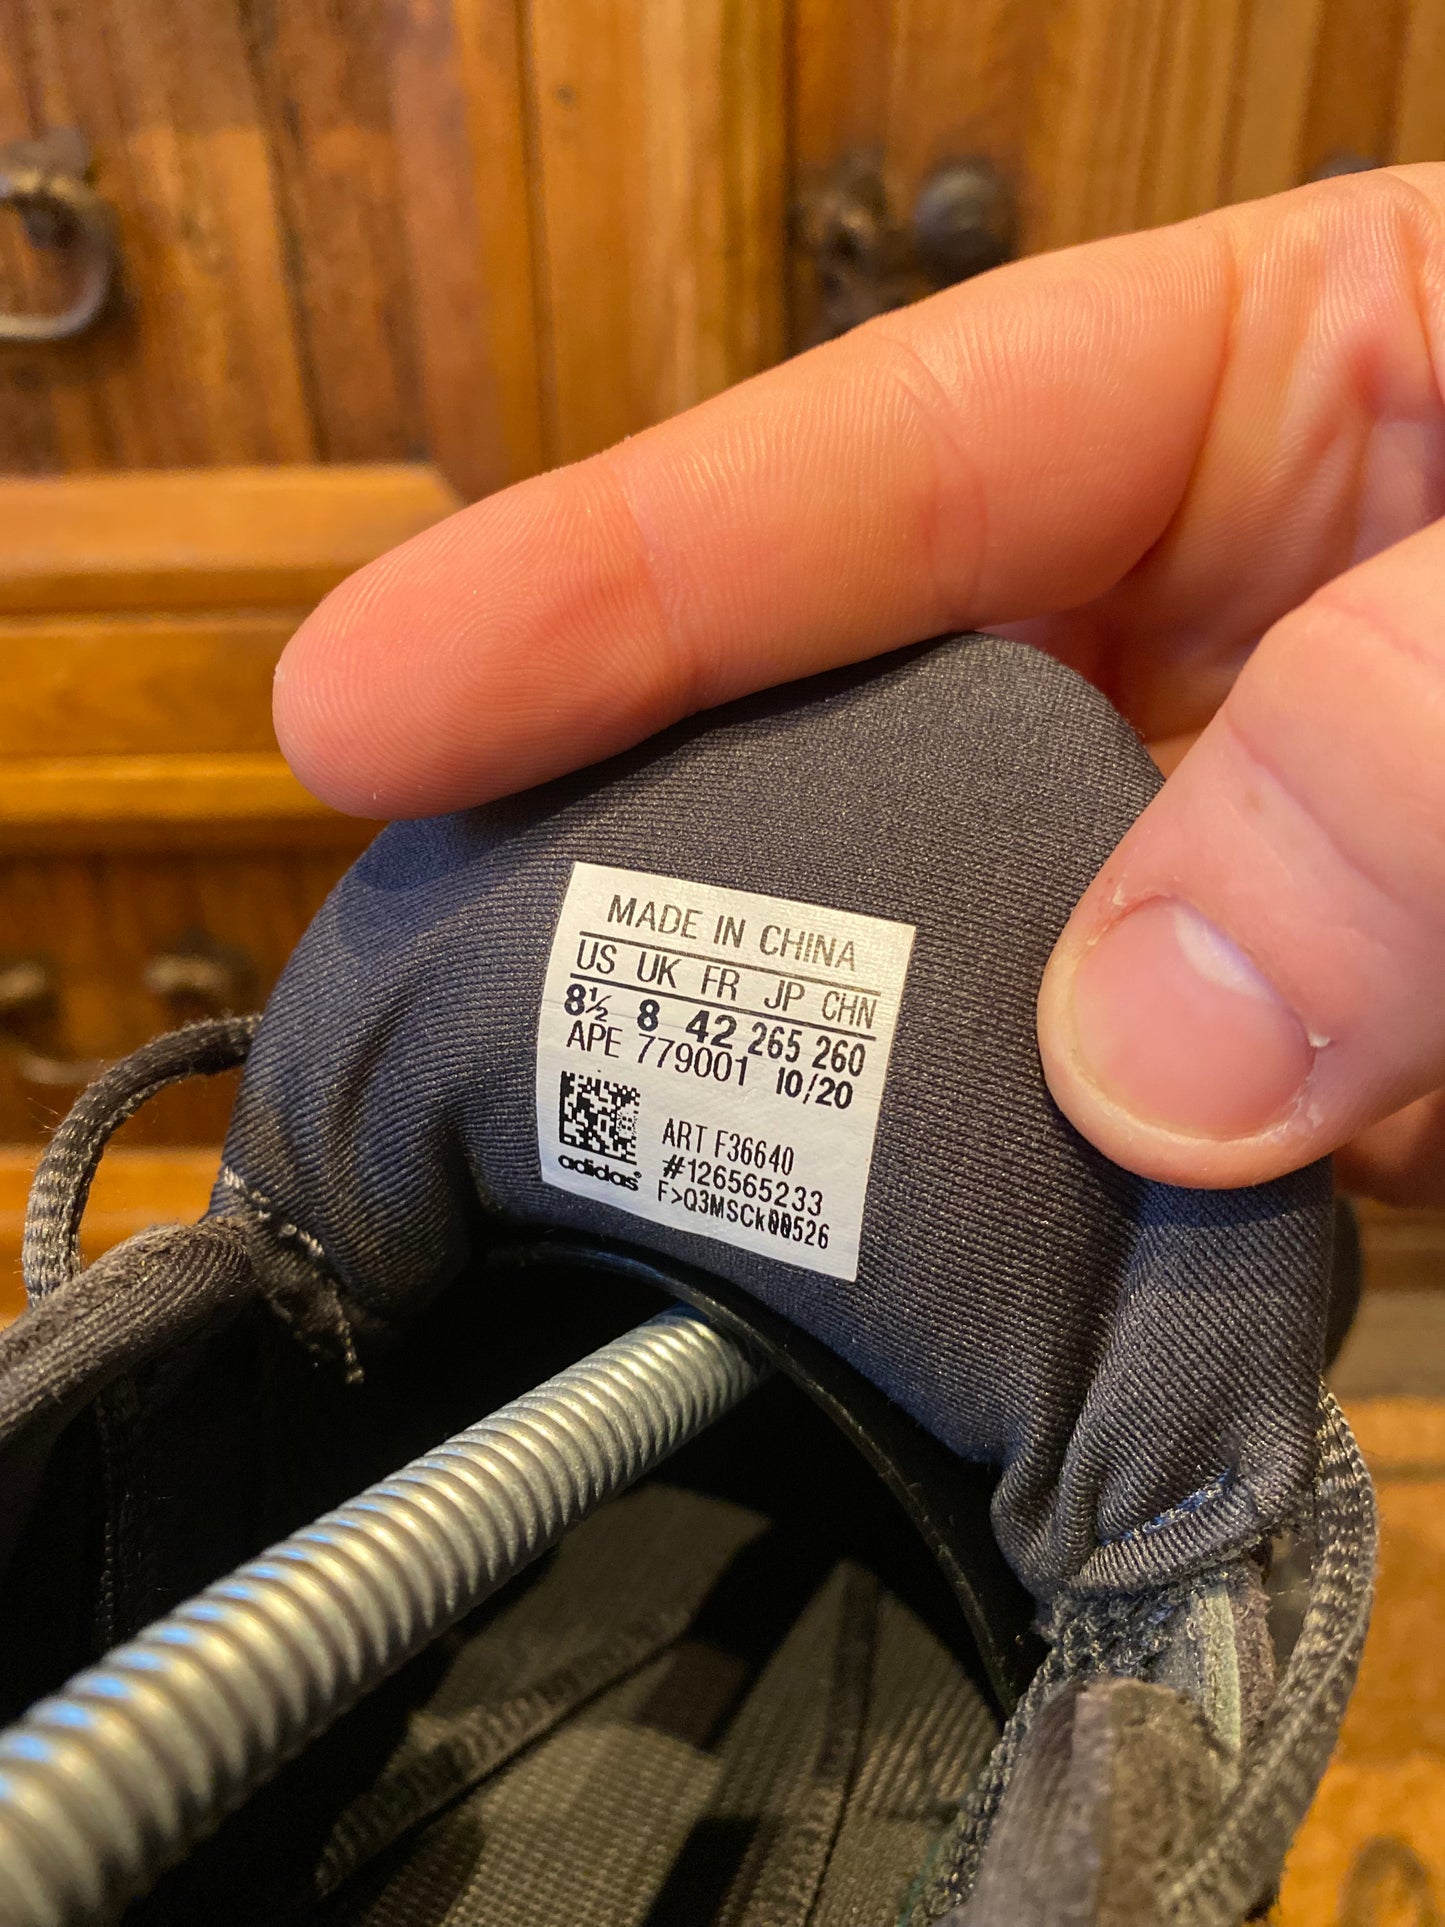 MADE IN CHINA
US UK FR JP CHN
8½ 8 42 265 260
APE 779001 10/20
ART F36640
#126565233
adidas
F>Q3MSCk00526